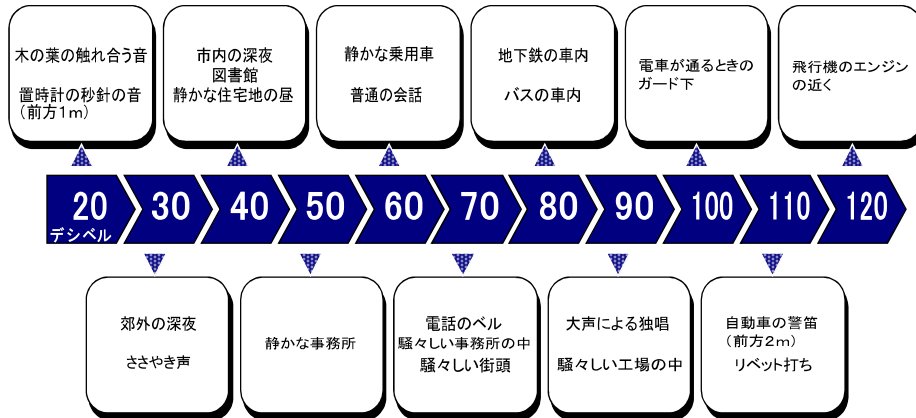 木の葉の触れ合う音
置時計の秒針の音
(前方1m)
市内の深夜
図書館
静かな住宅地の昼
静かな乗用車
普通の会話
地下鉄の車内
バスの車内
電車が通るときの
ガード下
飛行機のエンジン
の近く
20
デシベル
30
40
50
60
70
80
90
100
110
120
郊外の深夜
ささやき声
静かな事務所
電話のベル
騒々しい事務所の中
騒々しい街頭
大声による独唱
騒々しい工場の中
自動車の警笛
(前方2m)
リベット打ち